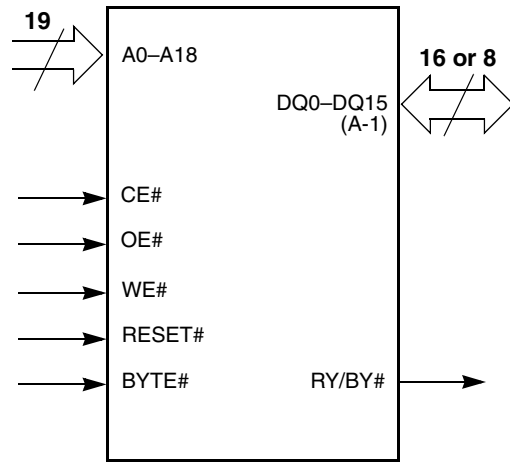 19
A0–A18
16 or 8
DQ0–DQ15
(A-1)
CE#
OE#
WE#
RESET#
BYTE#
RY/BY#